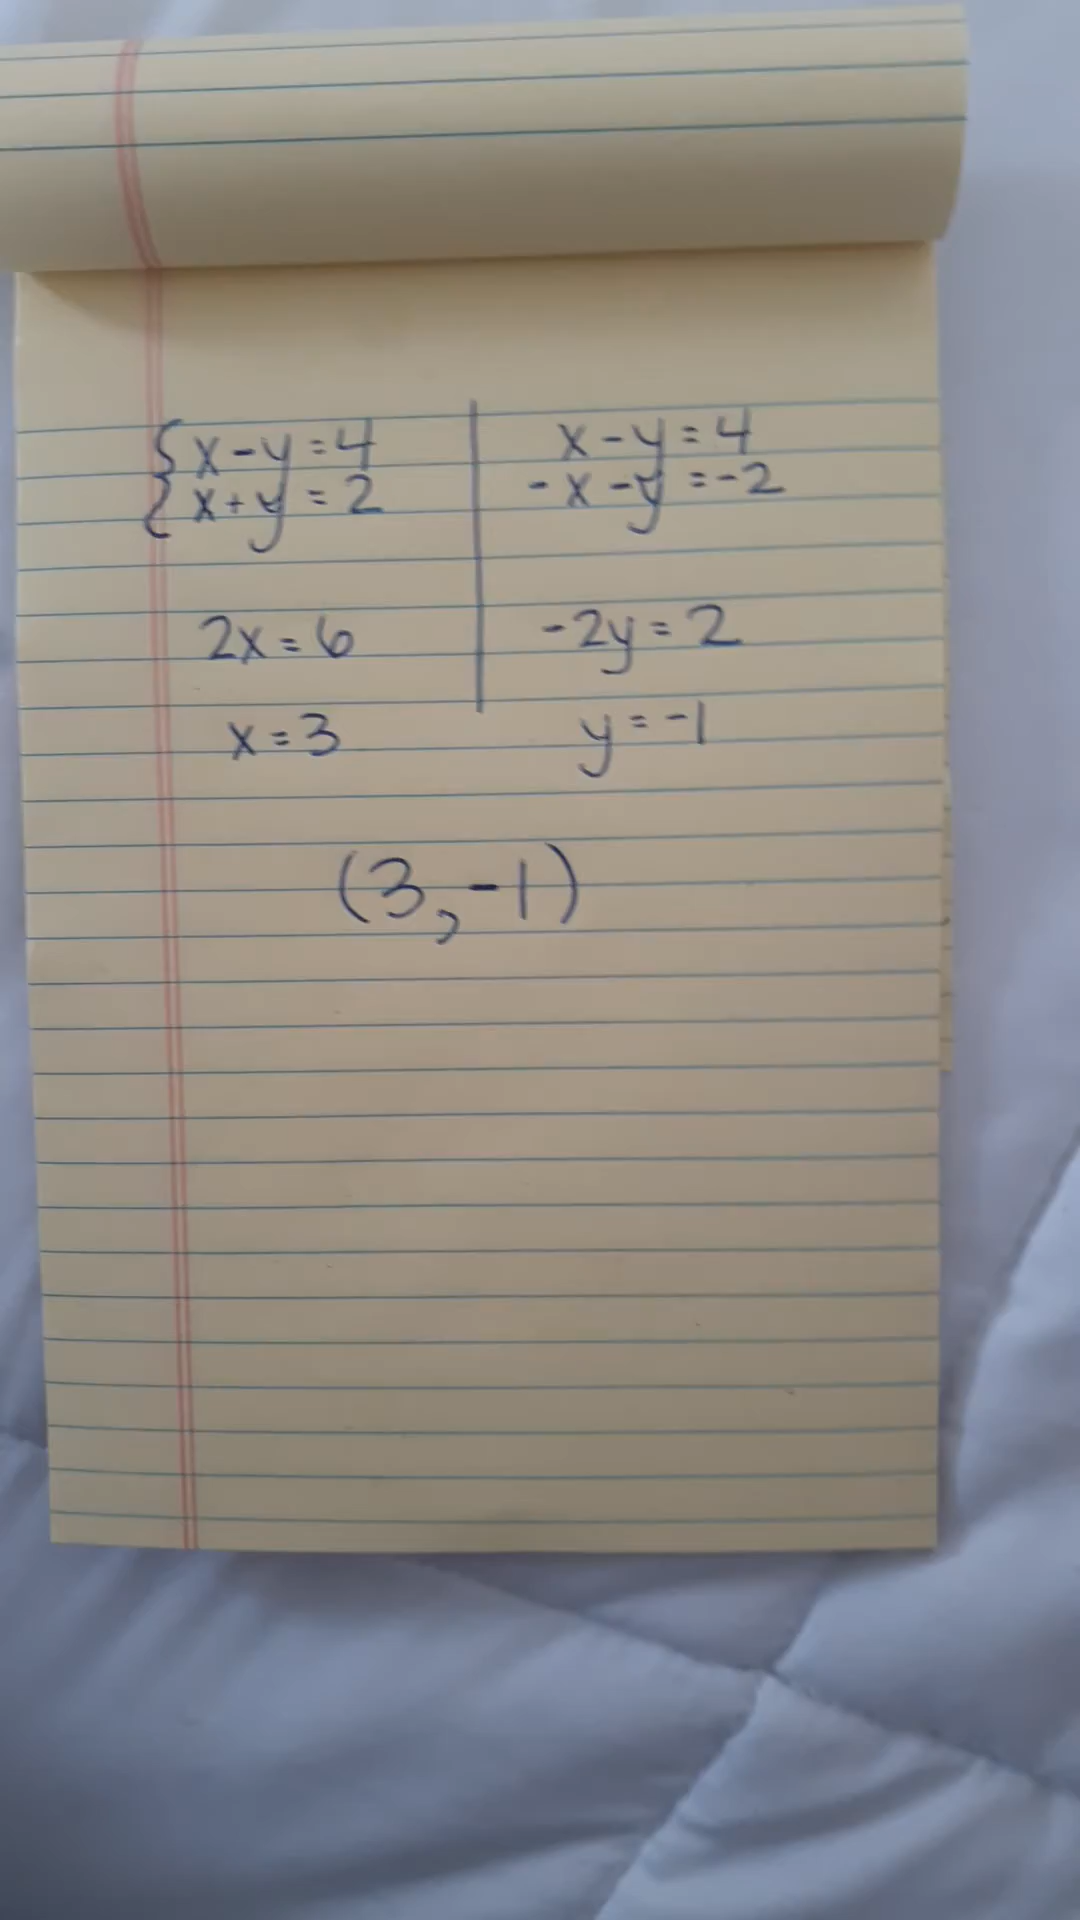 {x-y=4
x+y=2
2x=6
x=3
x-y=4
-x-y=-2
-2y=2
y=-1
(3,-1)